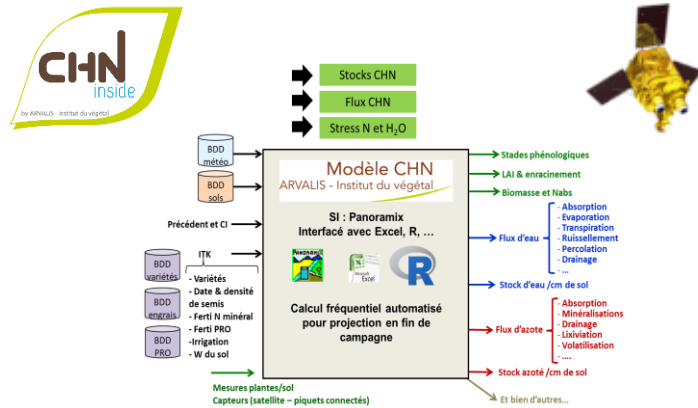 CHN
inside
by ARVALIS - Institut du végétal
Stocks CHN
Flux CHN
Stress N et H₂O
BDD
météo
BDD
sols
Précédent et CI
BDD
variétés
BDD
engrais
BDD
PRO
ITK
- Variétés
- Date & densité
de semis
- Ferti N minéral
- Ferti PRO
-Irrigation
- W du sol
Mesures plantes/sol
Capteurs (satellite – piquets connectés)
Modèle CHN
ARVALIS - Institut du végétal
SI : Panoramix
Interfacé avec Excel, R, ...
PANORAMIX
Microsoft
Excel
R
Calcul fréquentiel automatisé
pour projection en fin de
campagne
Stades phénologiques
LAI & enracinement
Biomasse et Nabs
Flux d'eau
- Absorption
- Evaporation
- Transpiration
- Ruissellement
- Percolation
- Drainage
- ...
Stock d'eau /cm de sol
Flux d'azote
- Absorption
- Minéralisations
- Drainage
- Lixiviation
- Volatilisation
- ....
Stock azoté /cm de sol
Et bien d'autres...